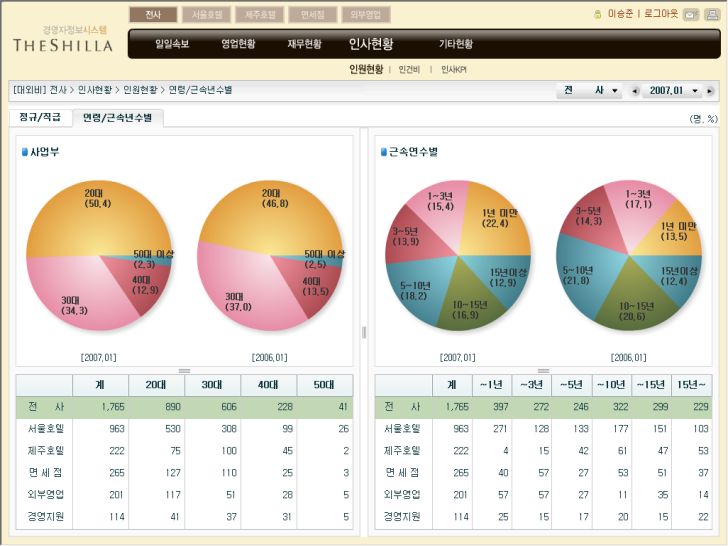 전사 서울호텔 제주호텔 면세점 외부영업
이승준 | 로그아웃
경영자정보시스템
THESHILLA
일일속보 영업현황 재무현황 인사현황 기타현황
인원현황 | 인건비 | 인사KPI
[대외비] 전사 > 인사현황 > 인원현황 > 연령/근속년수별
전 사 2007.01
정규/직급 연령/근속년수별
(명, %)
사업부
20대
(50.4)
50대 이상
(2.3)
40대
(12.9)
30대
(34.3)
[2007.01]
20대
(46.8)
50대 이상
(2.5)
40대
(13.5)
30대
(37.0)
[2006.01]
근속연수별
1~3년
(15.4)
1년 미만
(22.4)
3~5년
(13.9)
5~10년
(18.2)
15년이상
(12.9)
10~15년
(16.9)
[2007.01]
1~3년
(17.1)
3~5년
(14.3)
1년 미만
(13.5)
5~10년
(21.8)
15년이상
(12.4)
10~15년
(20.6)
[2006.01]
계 20대 30대 40대 50대
전 사 1,765 890 606 228 41
서울호텔 963 530 308 99 26
제주호텔 222 75 100 45 2
면 세 점 265 127 110 25 3
외부영업 201 117 51 28 5
경영지원 114 41 37 31 5
계 ~1년 ~3년 ~5년 ~10년 ~15년 15년~
전 사 1,765 397 272 246 322 299 229
서울호텔 963 271 128 133 177 151 103
제주호텔 222 4 15 42 61 47 53
면 세 점 265 40 57 27 53 51 37
외부영업 201 57 57 27 11 35 14
경영지원 114 25 15 17 20 15 22